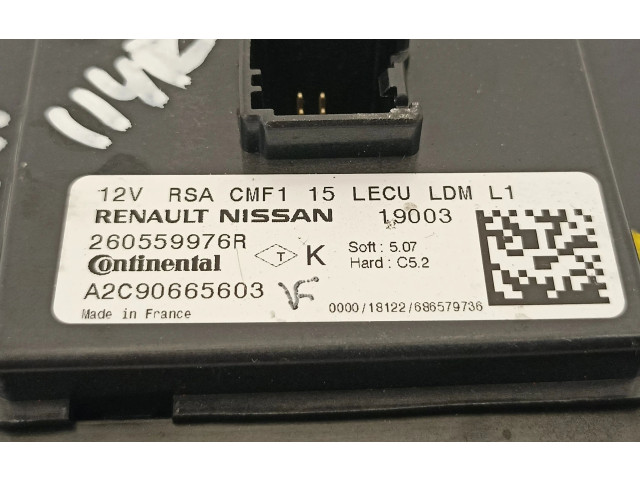 12V RSA CMF1 15 LECU LDM L1
RENAULT NISSAN 19003
260559976R
Continental T K Soft : 5.07
Hard : C5.2
A2C90665603 VF
0000/18122/686579736
Made in France